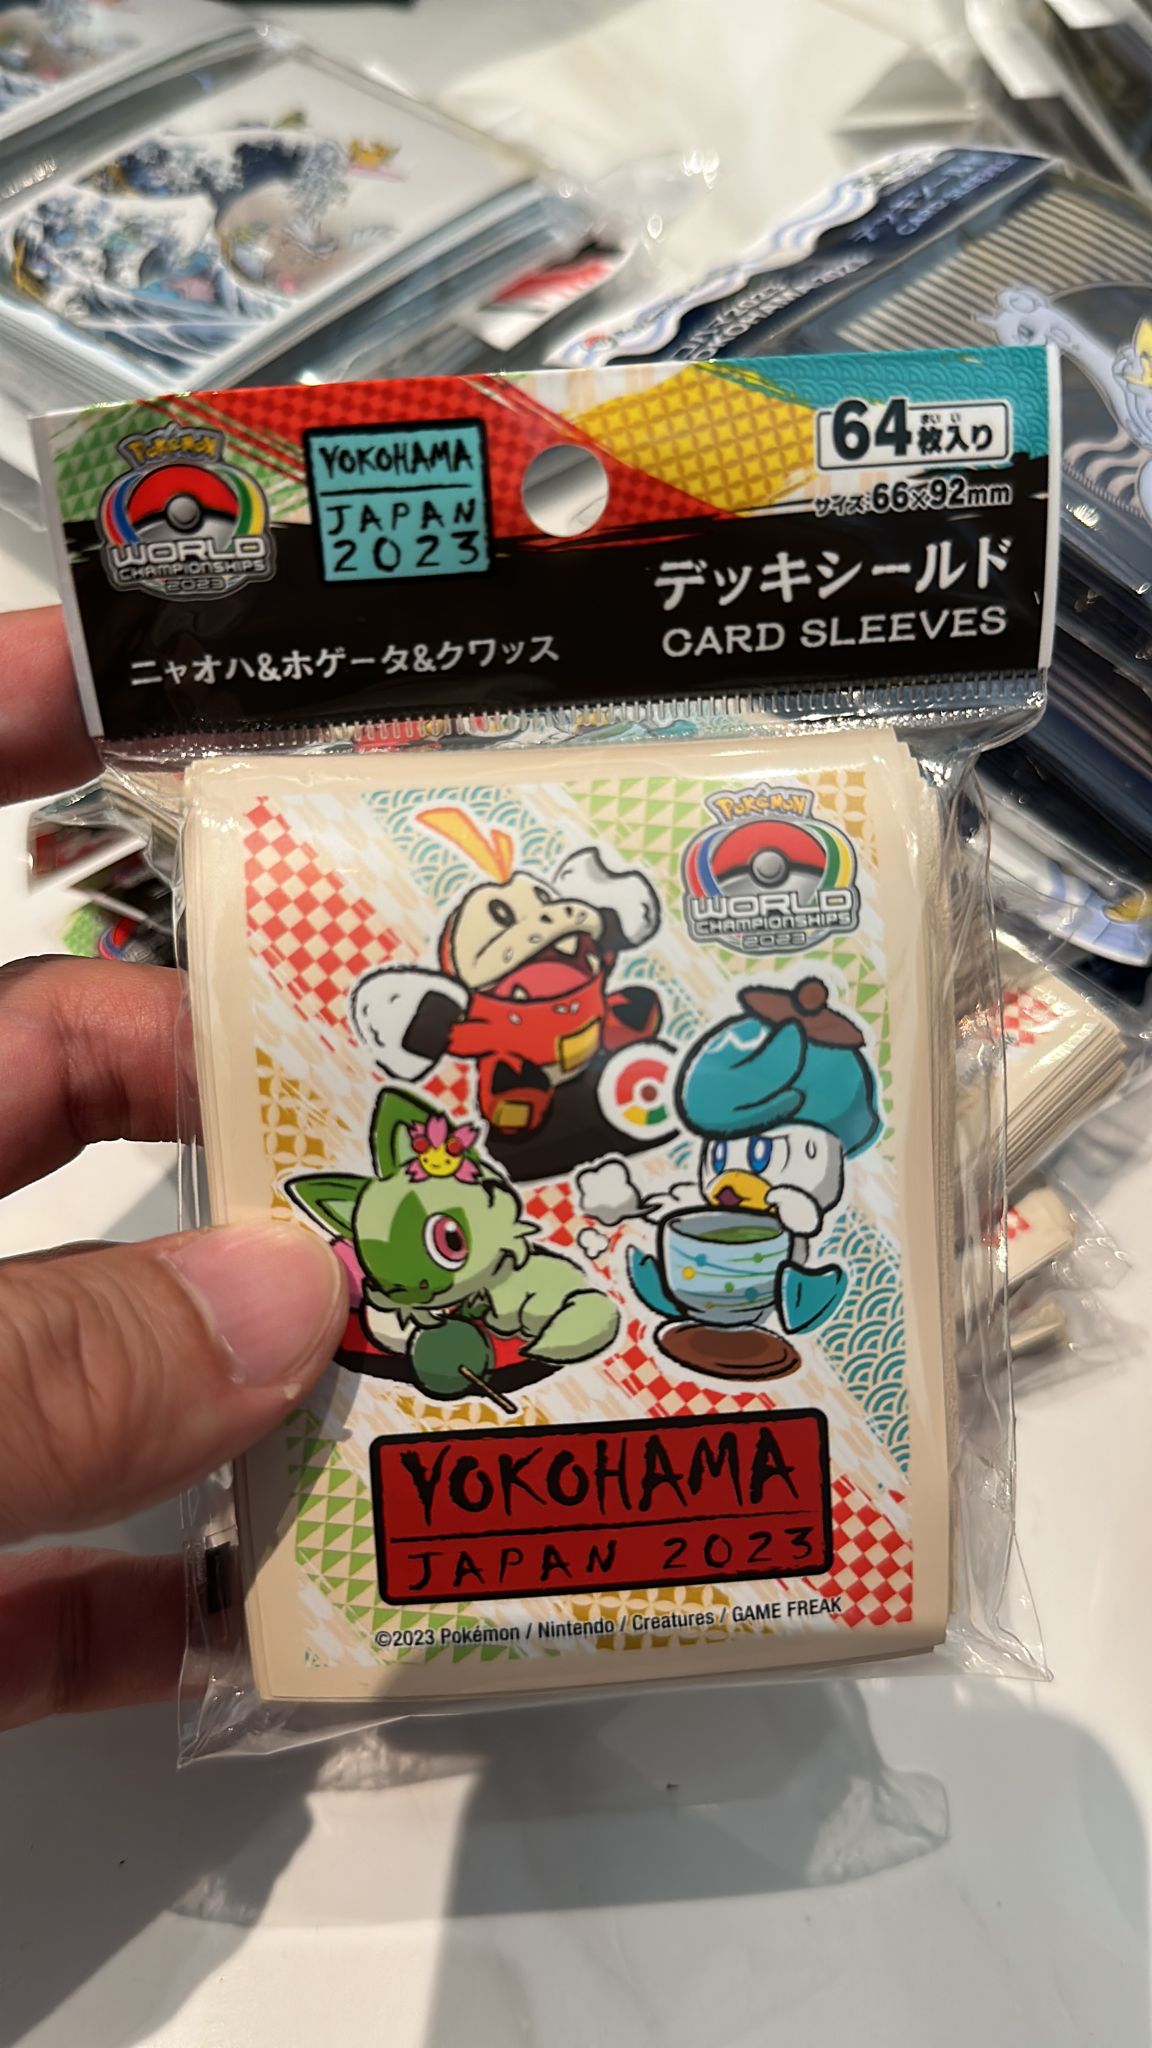 Pokémon
WORLD
CHAMPIONSHIPS
2023
YOKOHAMA
JAPAN
2023
64枚入り
まい い
サイズ:66×92mm
デッキシールド
CARD SLEEVES
ニャオハ&ホゲータ&クワッス
Pokémon
WORLD
CHAMPIONSHIPS
2023
YOKOHAMA
JAPAN 2023
©2023 Pokémon / Nintendo / Creatures / GAME FREAK